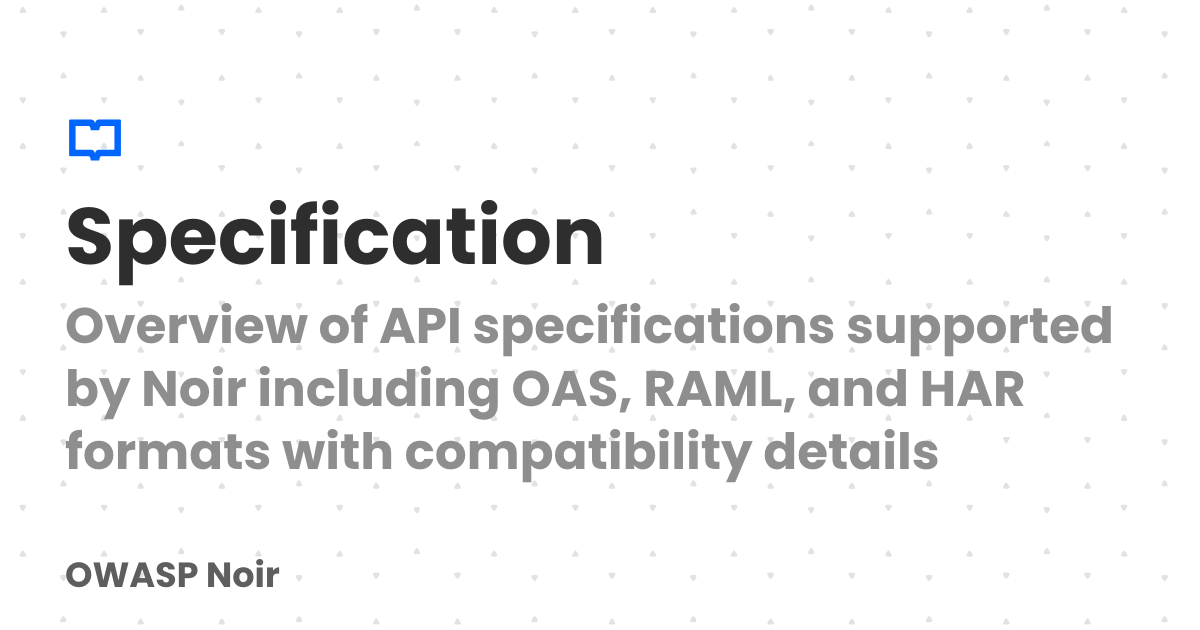 Specification
Overview of API specifications supported
by Noir including OAS, RAML, and HAR
formats with compatibility details
OWASP Noir